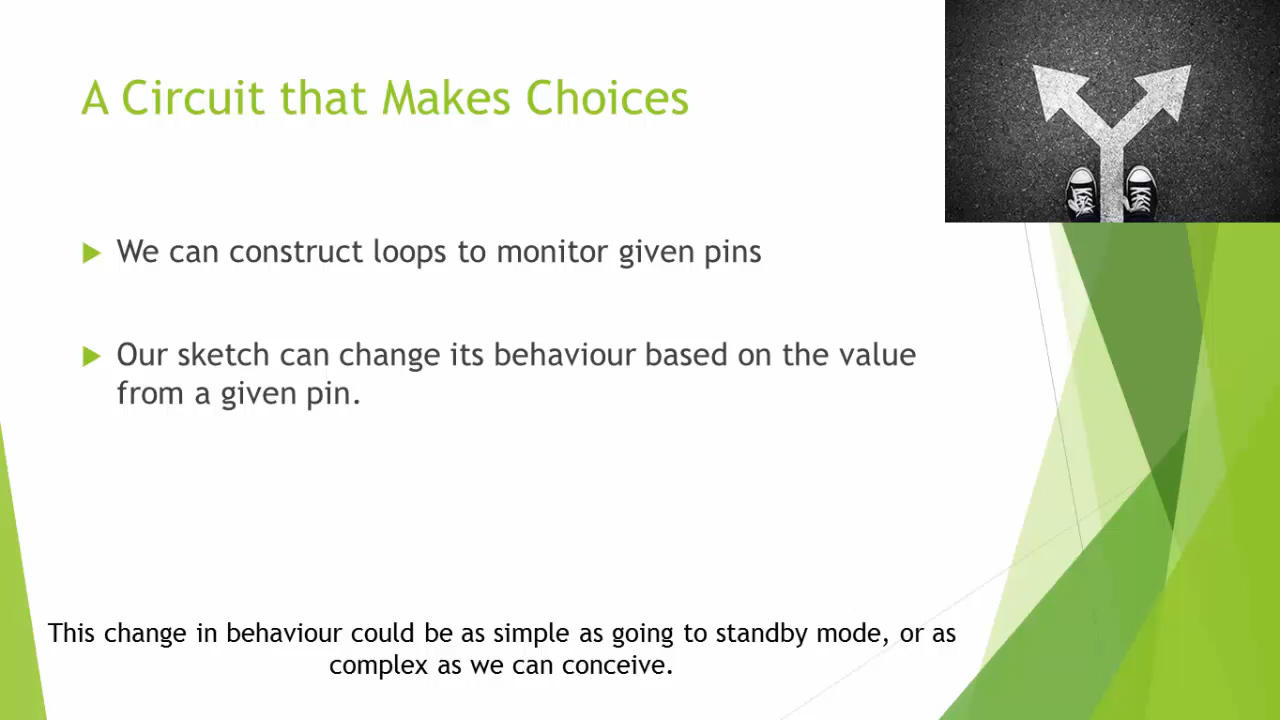 A Circuit that Makes Choices
We can construct loops to monitor given pins
Our sketch can change its behaviour based on the value
from a given pin.
This change in behaviour could be as simple as going to standby mode, or as
complex as we can conceive.